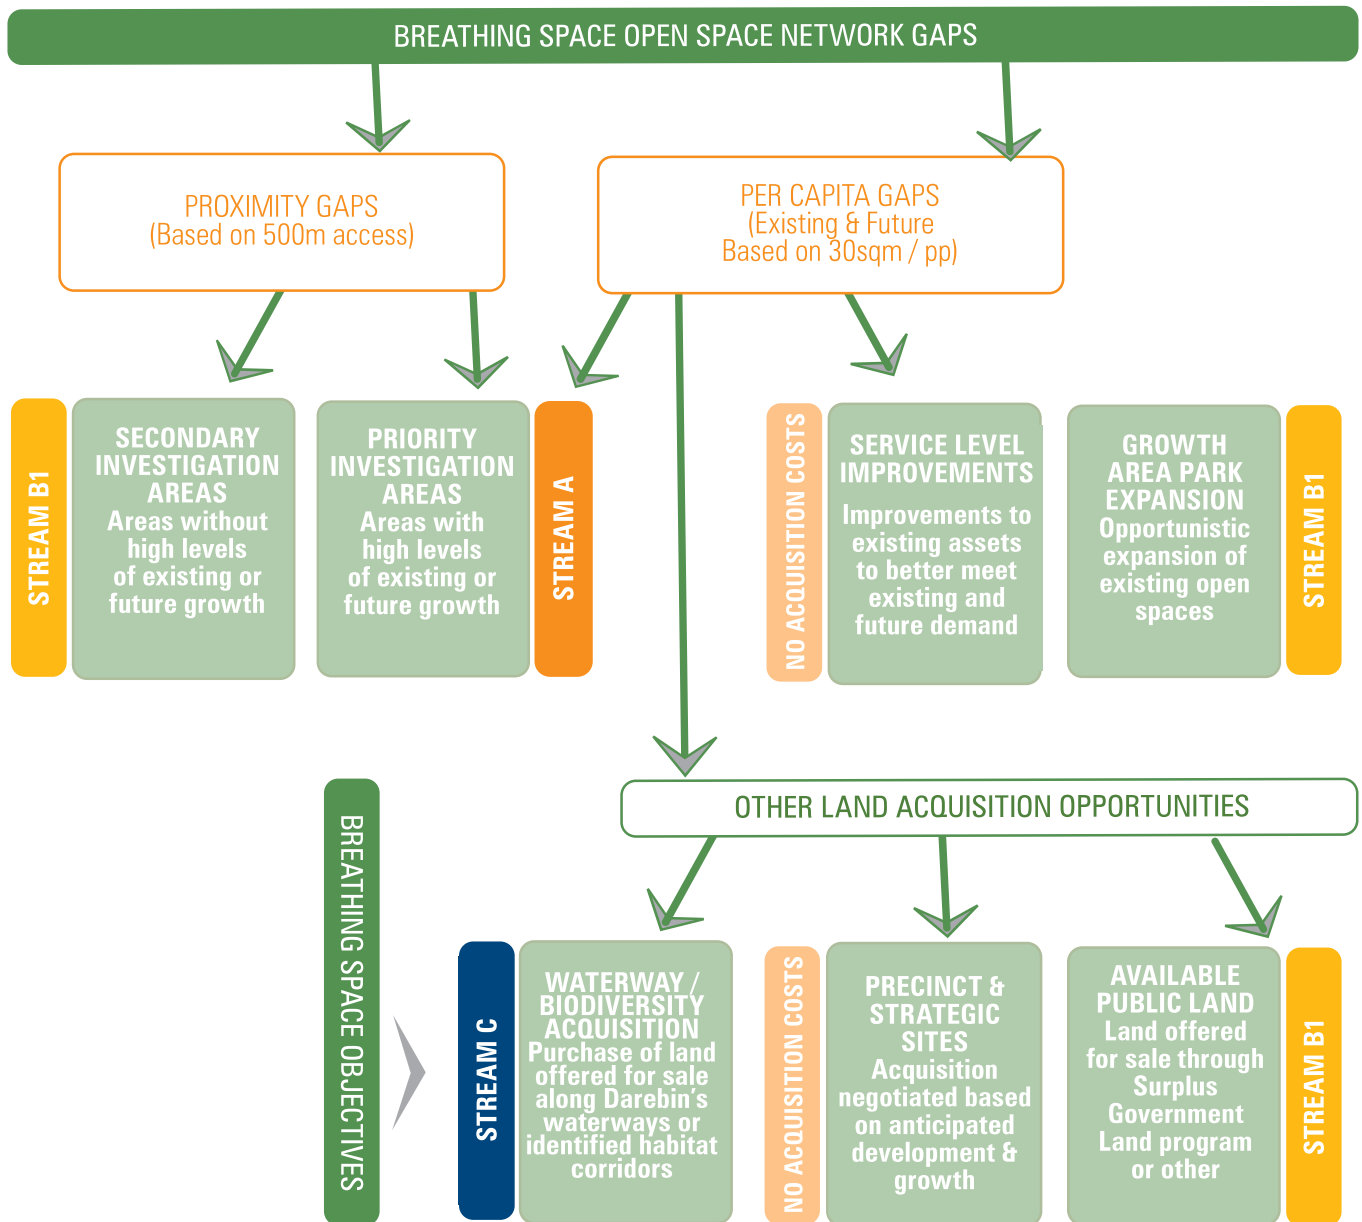 BREATHING SPACE OPEN SPACE NETWORK GAPS
PROXIMITY GAPS
(Based on 500m access)
PER CAPITA GAPS
(Existing & Future
Based on 30sqm / pp)
STREAM B1
SECONDARY
INVESTIGATION
AREAS
Areas without
high levels
of existing or
future growth
PRIORITY
INVESTIGATION
AREAS
Areas with
high levels
of existing or
future growth
STREAM A
NO ACQUISITION COSTS
SERVICE LEVEL
IMPROVEMENTS
Improvements to
existing assets
to better meet
existing and
future demand
GROWTH
AREA PARK
EXPANSION
Opportunistic
expansion of
existing open
spaces
STREAM B1
OTHER LAND ACQUISITION OPPORTUNITIES
BREATHING SPACE OBJECTIVES
STREAM C
WATERWAY /
BIODIVERSITY
ACQUISITION
Purchase of land
offered for sale
along Darebin's
waterways or
identified habitat
corridors
NO ACQUISITION COSTS
PRECINCT &
STRATEGIC
SITES
Acquisition
negotiated based
on anticipated
development &
growth
AVAILABLE
PUBLIC LAND
Land offered
for sale through
Surplus
Government
Land program
or other
STREAM B1